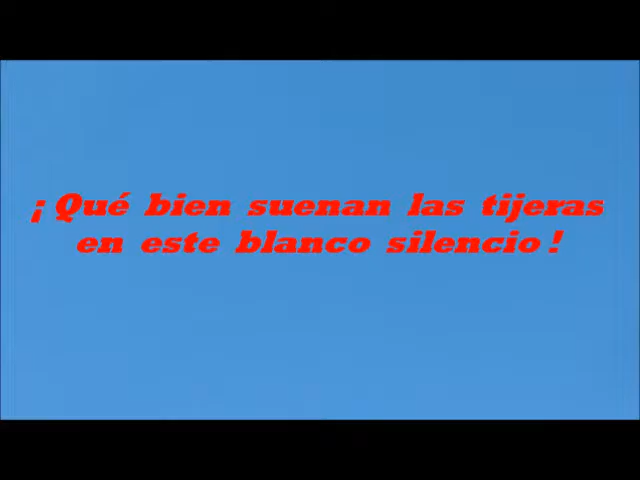 ¡ Qué bien suenan las tijeras
en este blanco silencio !